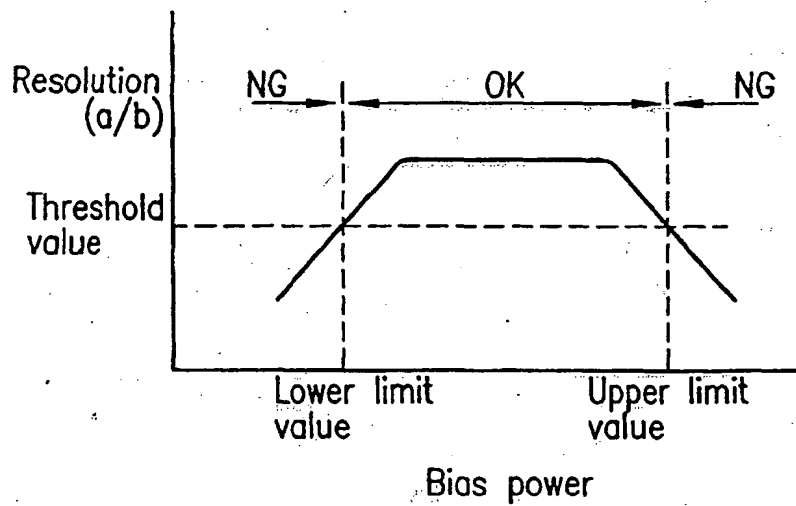 Resolution
(a/b)
NG
OK
NG
Threshold
value
Lower limit
value
Upper limit
value
Bias power